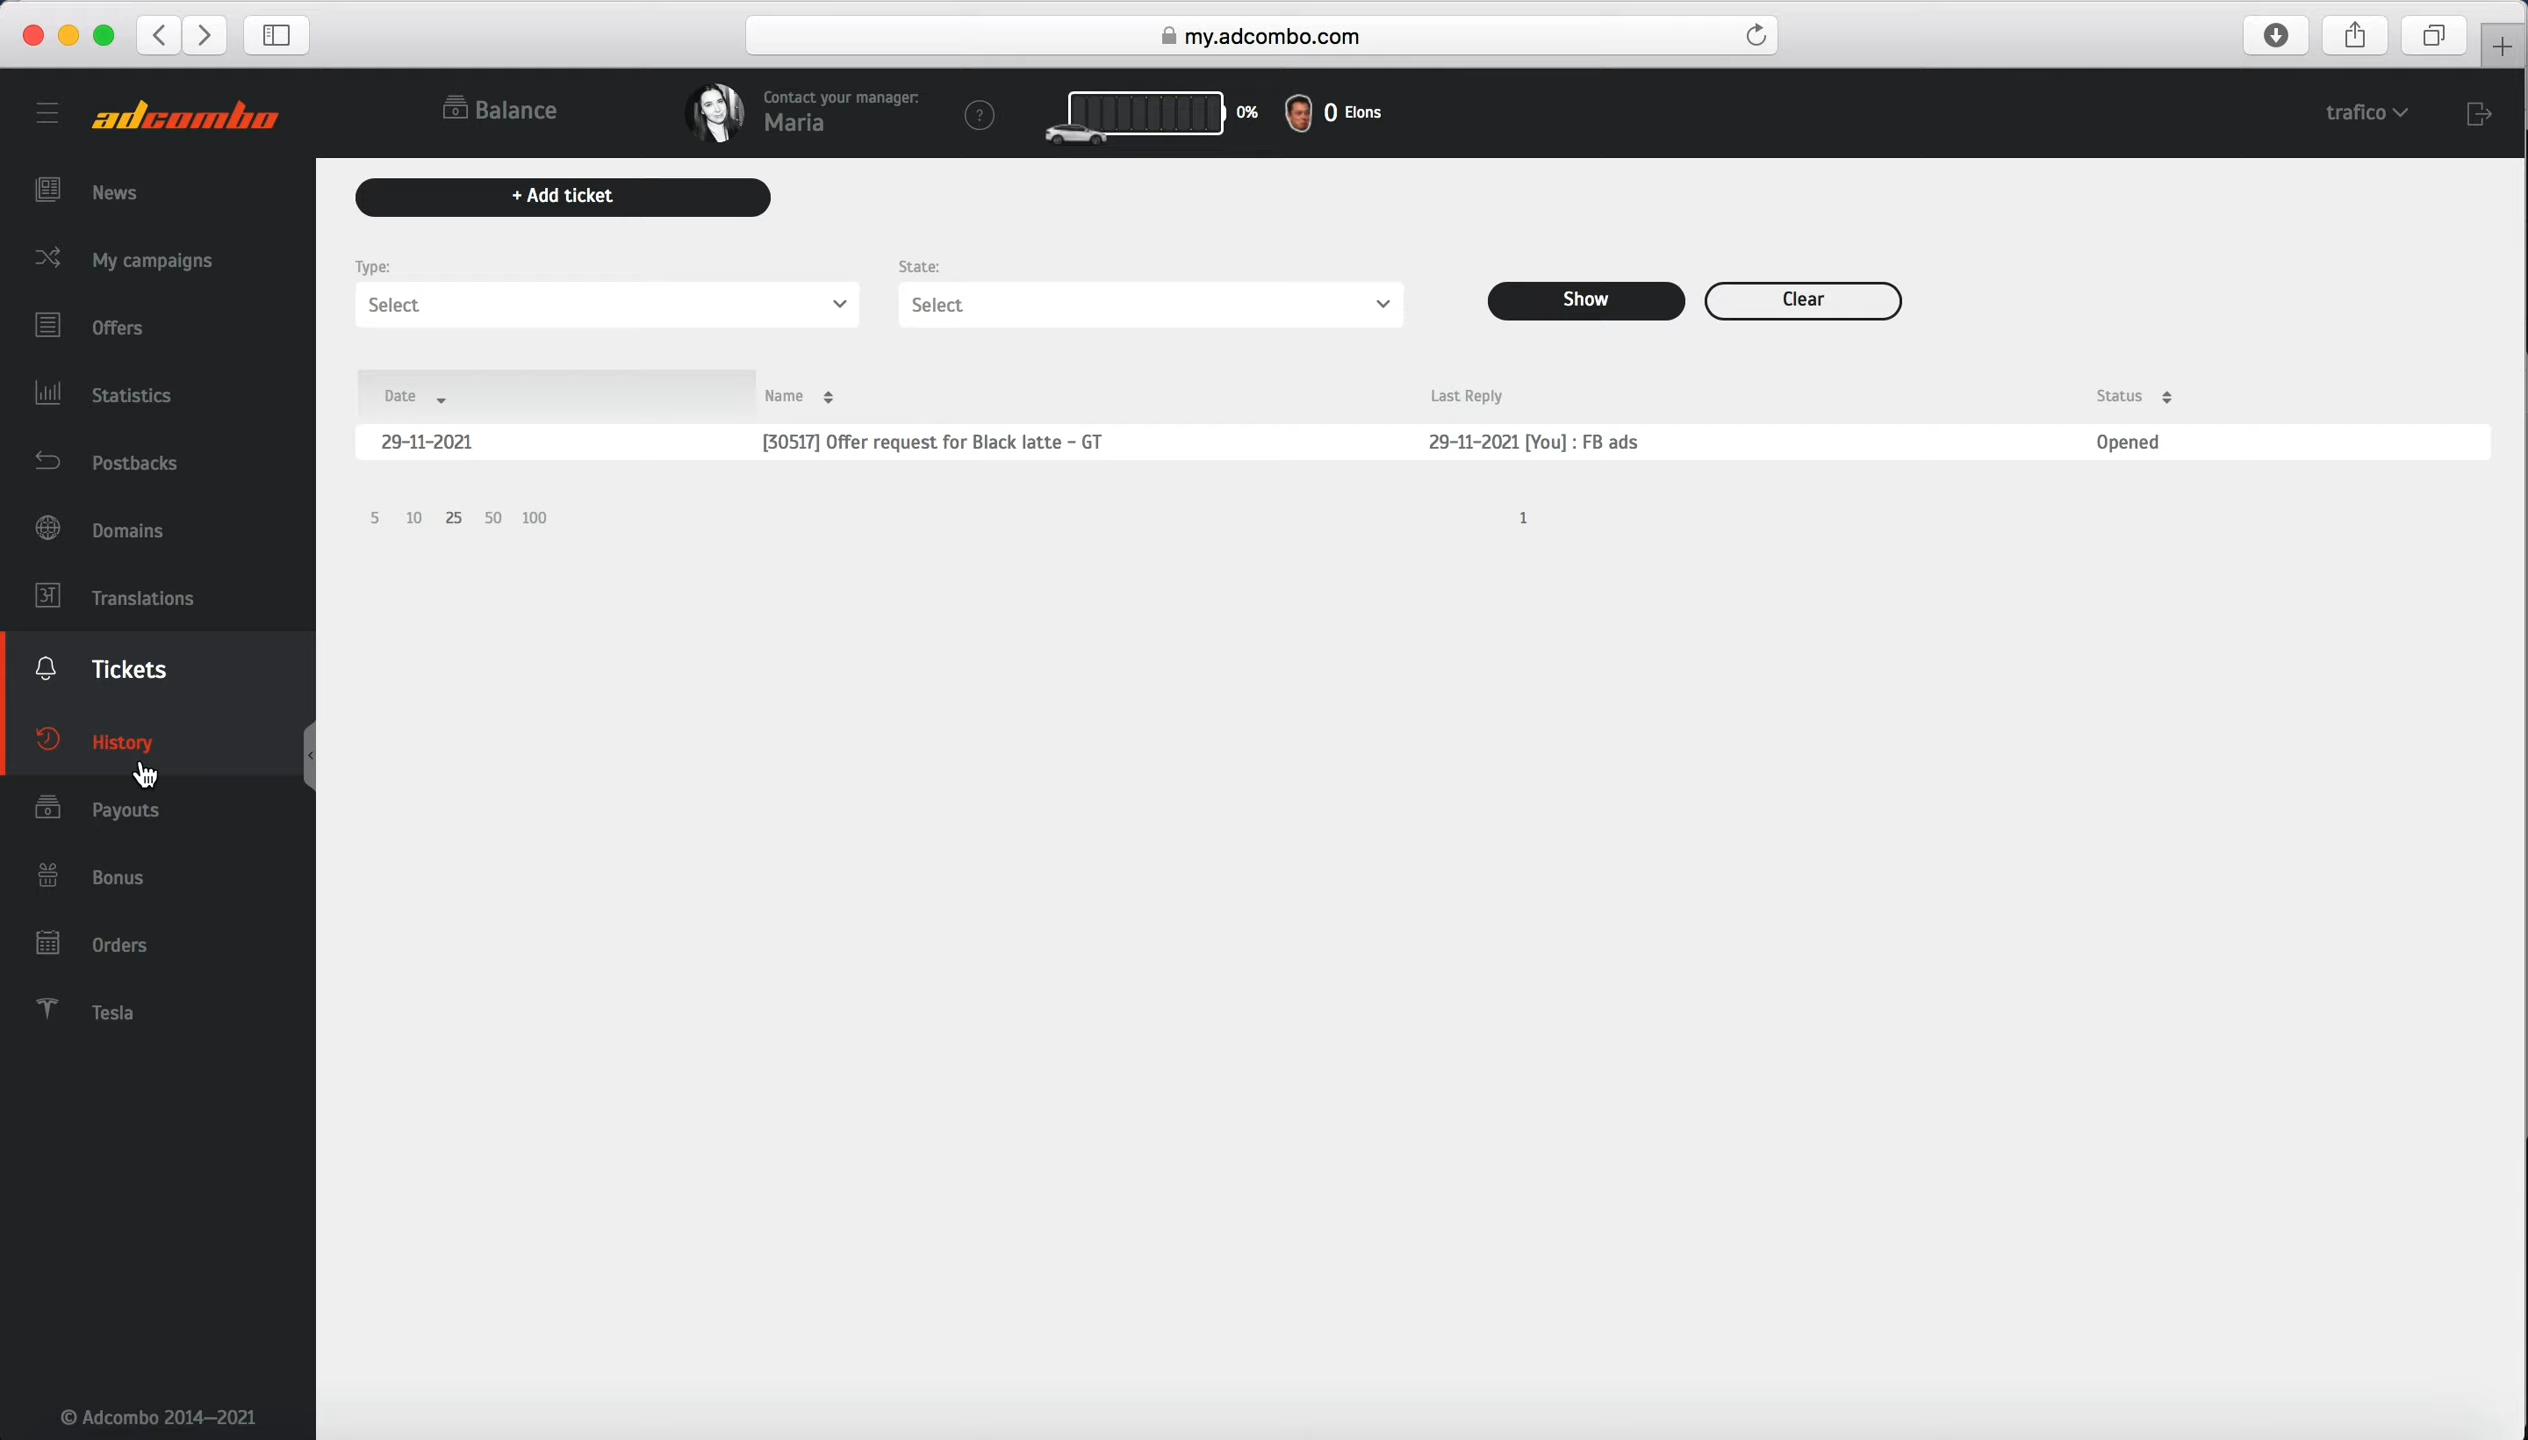 my.adcombo.com
adcombo
Balance
Contact your manager:
Maria
?
0%
0 Elons
trafico
News
My campaigns
Offers
Statistics
Postbacks
Domains
अ
Translations
Tickets
History
Payouts
Bonus
Orders
Tesla
© Adcombo 2014—2021
+ Add ticket
Type:
State:
Select
Select
Show
Clear
Date
Name
Last Reply
Status
29-11-2021
[30517] Offer request for Black latte - GT
29-11-2021 [You] : FB ads
Opened
5 10 25 50 100
1